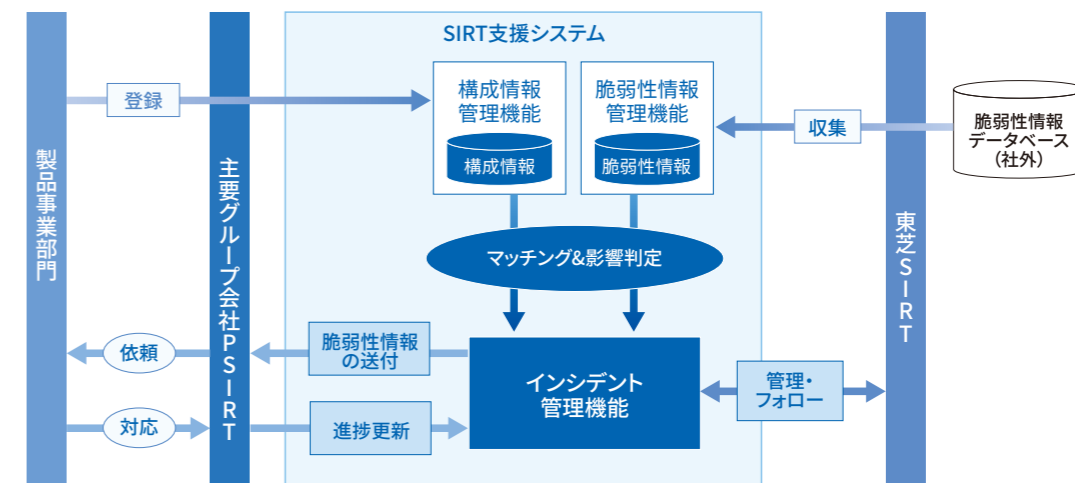 SIRT支援システム
構成情報
管理機能
構成情報
脆弱性情報
管理機能
脆弱性情報
登録
収集
脆弱性情報
データベース
（社外）
製品事業部門
主要グループ会社PSIRT
東芝SIRT
マッチング&影響判定
依頼
脆弱性情報
の送付
インシデント
管理機能
管理・
フォロー
対応
進捗更新